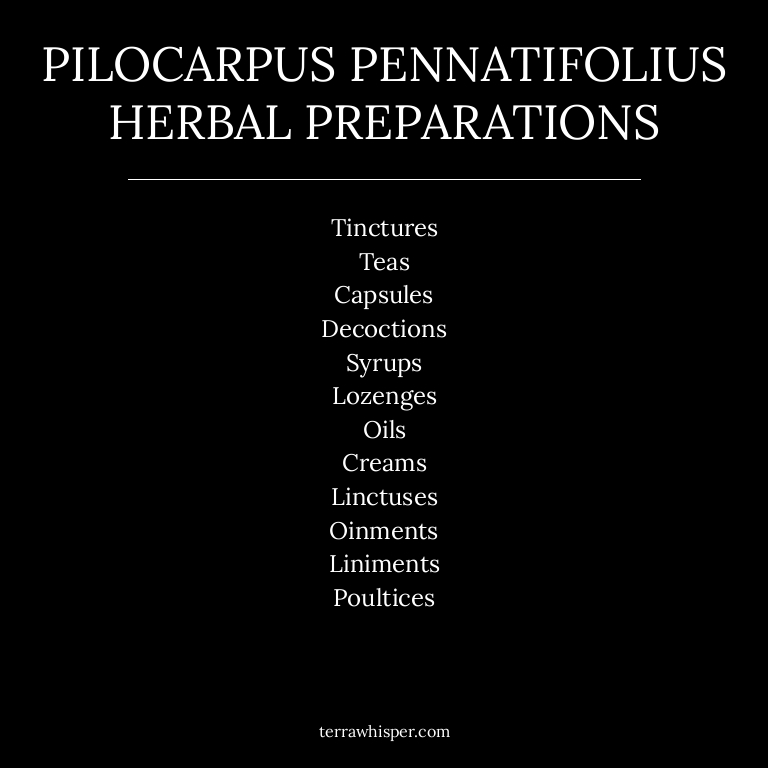 PILOCARPUS PENNATIFOLIUS
HERBAL PREPARATIONS
Tinctures
Teas
Capsules
Decoctions
Syrups
Lozenges
Oils
Creams
Linctuses
Oinments
Liniments
Poultices
terrawhisper.com